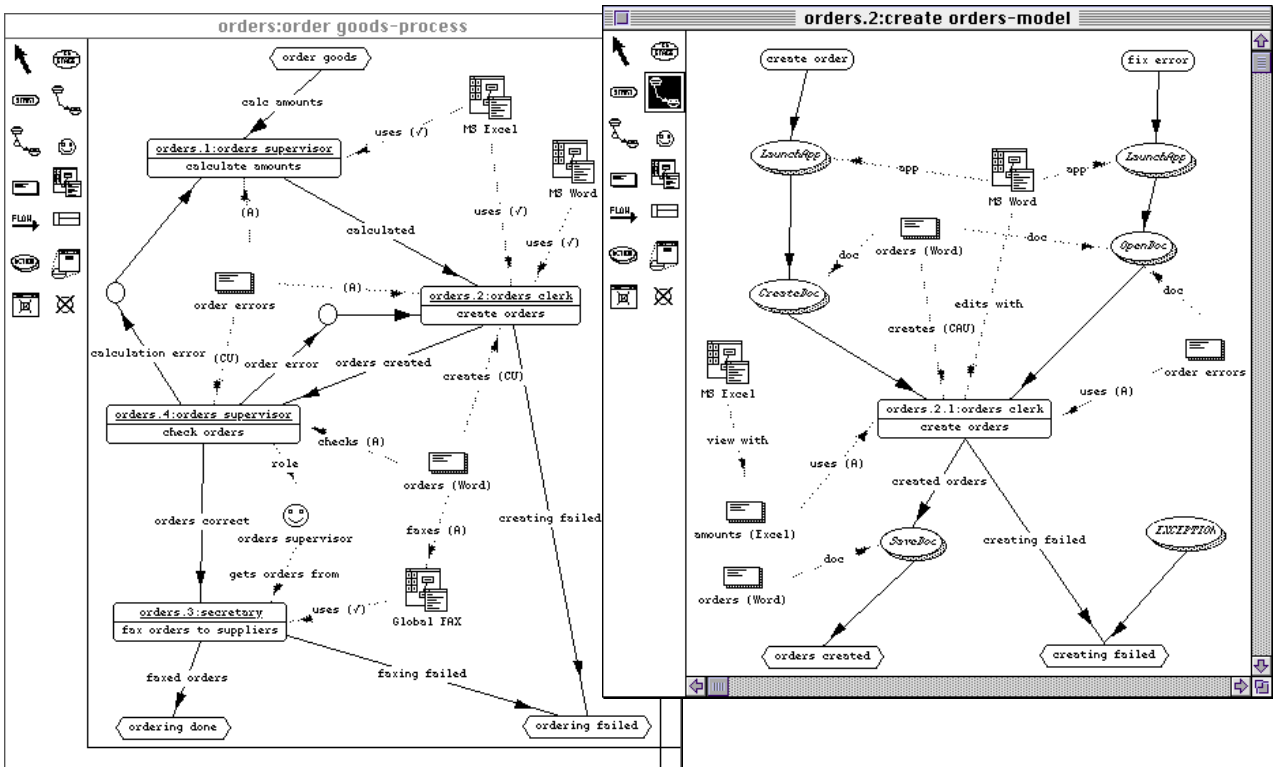 orders:order goods-process
START
FLOW
ACTION
order goods
calc amounts
uses (√)
MS Excel
orders.1:orders supervisor
calculate amounts
MS Word
(A)
uses (√)
calculated
uses (√)
order errors
(A)
orders.2:orders clerk
create orders
calculation error
(CU)
order error
orders created
creates (CU)
orders.4:orders supervisor
check orders
checks (A)
role
orders (Word)
orders correct
orders supervisor
faxes (A)
creating failed
gets orders from
orders.3:secretary
fax orders to suppliers
uses (√)
Global FAX
faxed orders
faxing failed
ordering done
ordering failed
orders.2:create orders-model
START
FLOW
ACTION
create order
fix error
LaunchApp
LaunchApp
app
app
MS Word
orders (Word)
doc
doc
OpenDoc
CreateDoc
edits with
doc
creates (CAU)
order errors
MS Excel
uses (A)
orders.2.1:orders clerk
create orders
view with
uses (A)
created orders
amounts (Excel)
creating failed
SaveDoc
EXCEPTION
doc
orders (Word)
orders created
creating failed